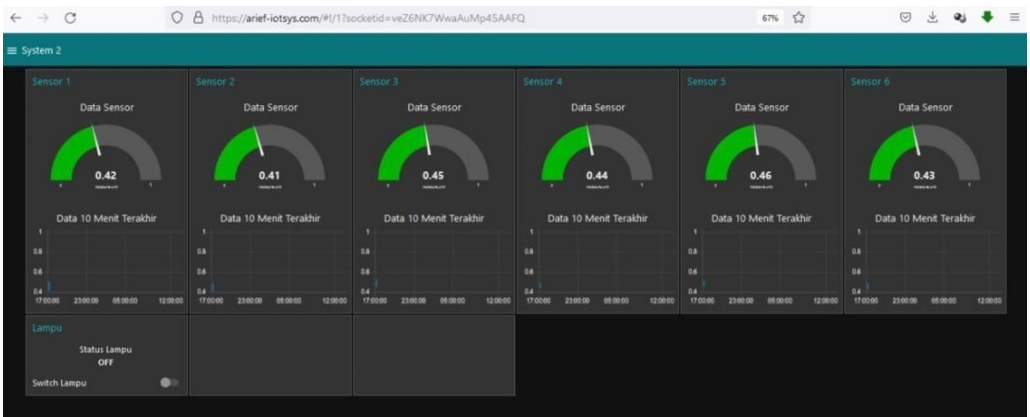 https://arief-iotsys.com/#!/1?socketid=veZ6NK7WwaAuMp45AAFQ
67%
System 2
Sensor 1
Data Sensor
0.42
0
1
Data 10 Menit Terakhir
1
0.8
0.6
0.4
17:00:00 23:00:00 05:00:00 12:00:00
Sensor 2
Data Sensor
0.41
0
1
Data 10 Menit Terakhir
1
0.8
0.6
0.4
17:00:00 23:00:00 05:00:00 12:00:00
Sensor 3
Data Sensor
0.45
0
1
Data 10 Menit Terakhir
1
0.8
0.6
0.4
17:00:00 23:00:00 05:00:00 12:00:00
Sensor 4
Data Sensor
0.44
0
1
Data 10 Menit Terakhir
1
0.8
0.6
0.4
17:00:00 23:00:00 05:00:00 12:00:00
Sensor 5
Data Sensor
0.46
0
1
Data 10 Menit Terakhir
1
0.8
0.6
0.4
17:00:00 23:00:00 05:00:00 12:00:00
Sensor 6
Data Sensor
0.43
0
1
Data 10 Menit Terakhir
1
0.8
0.6
0.4
17:00:00 23:00:00 05:00:00 12:00:00
Lampu
Status Lampu
OFF
Switch Lampu